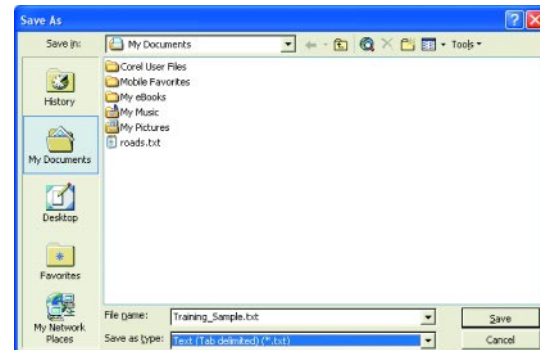 Save As
Save in:
My Documents
Tools
History
My Documents
Desktop
Favorites
My Network
Places
Corel User Files
Mobile Favorites
My eBooks
My Music
My Pictures
roads.txt
File name:
Training_Sample.txt
Save
Save as type:
Text (Tab delimited) (*.txt)
Cancel